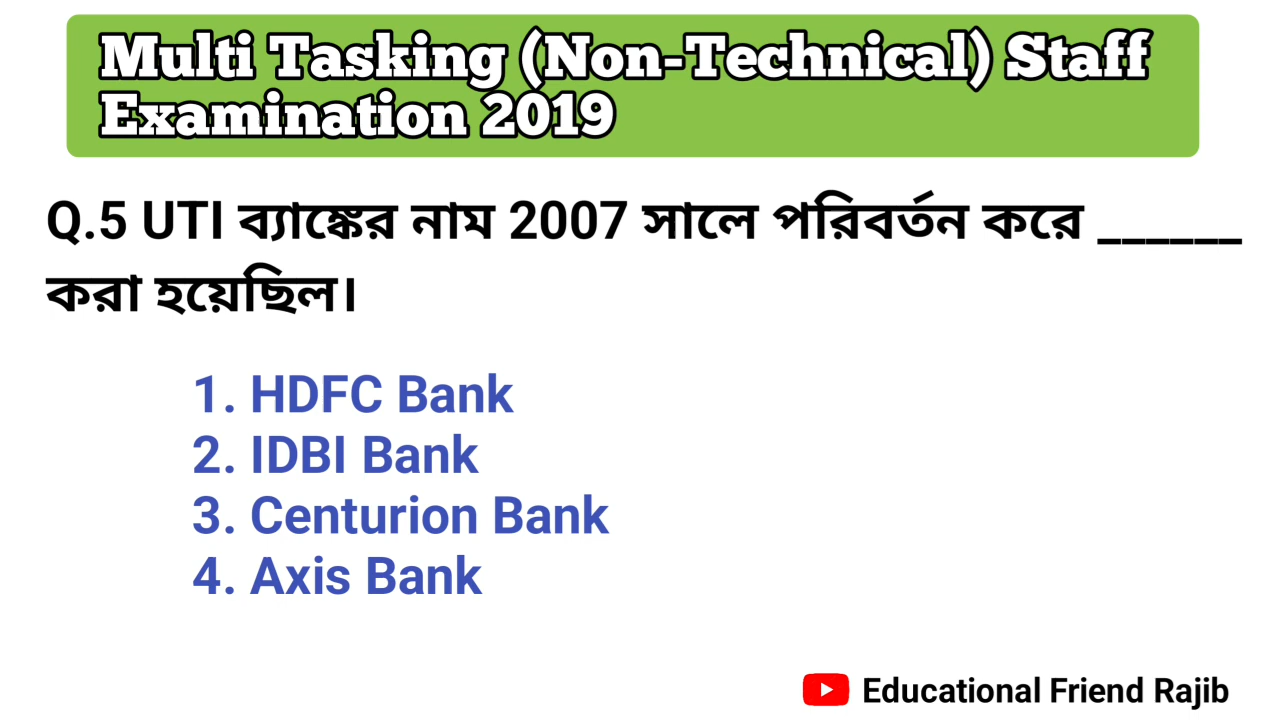 Multi Tasking (Non-Technical) Staff
Examination 2019
Q.5 UTI ব্যাঙ্কের নাম 2007 সালে পরিবর্তন করে ______
করা হয়েছিল।
1. HDFC Bank
2. IDBI Bank
3. Centurion Bank
4. Axis Bank
Educational Friend Rajib